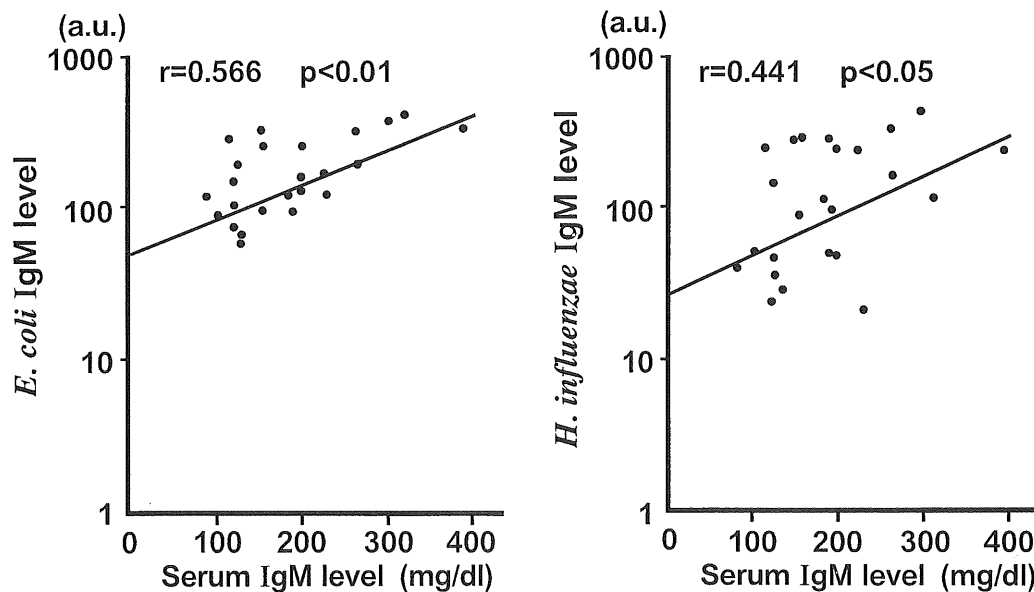 (a.u.)
1000
r=0.566 p<0.01
100
10
1
E. coli IgM level
0 100 200 300 400
Serum IgM level (mg/dl)
(a.u.)
1000
r=0.441 p<0.05
100
10
1
H. influenzae IgM level
0 100 200 300 400
Serum IgM level (mg/dl)